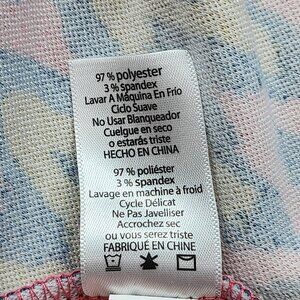 97 % polyester
3 % spandex
Lavar A Máquina En Frío
Ciclo Suave
No Usar Blanqueador
Cuelgue en seco
o estarás triste
HECHO EN CHINA
97 % poliéster
3 % spandex
Lavage en machine à froid
Cycle Délicat
Ne Pas Javelliser
Accrochez sec
ou vous serez triste
FABRIQUÉ EN CHINE